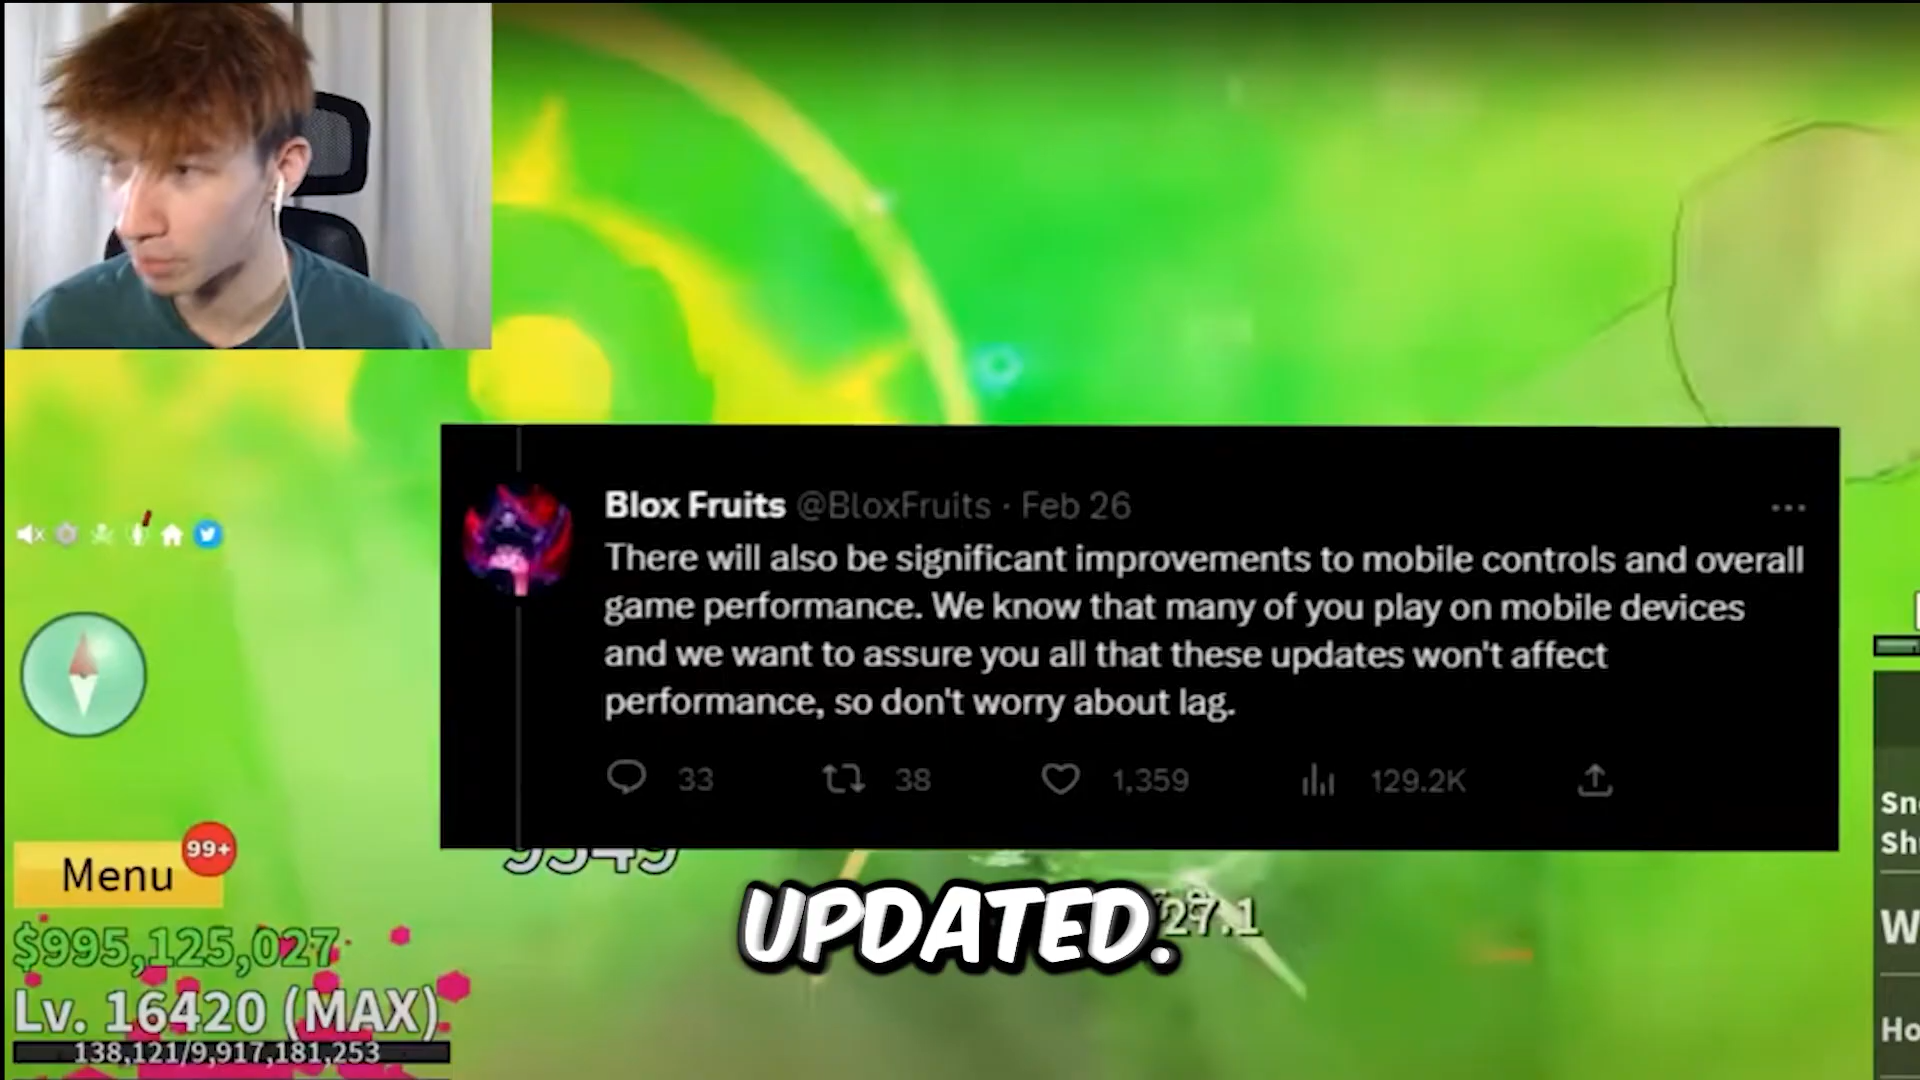 Blox Fruits @BloxFruits · Feb 26
There will also be significant improvements to mobile controls and overall
game performance. We know that many of you play on mobile devices
and we want to assure you all that these updates won't affect
performance, so don't worry about lag.
33 38 1,359 129.2K
UPDATED.
27.1
Menu
99+
$995,125,027
Lv. 16420 (MAX)
138,121/9,917,181,253